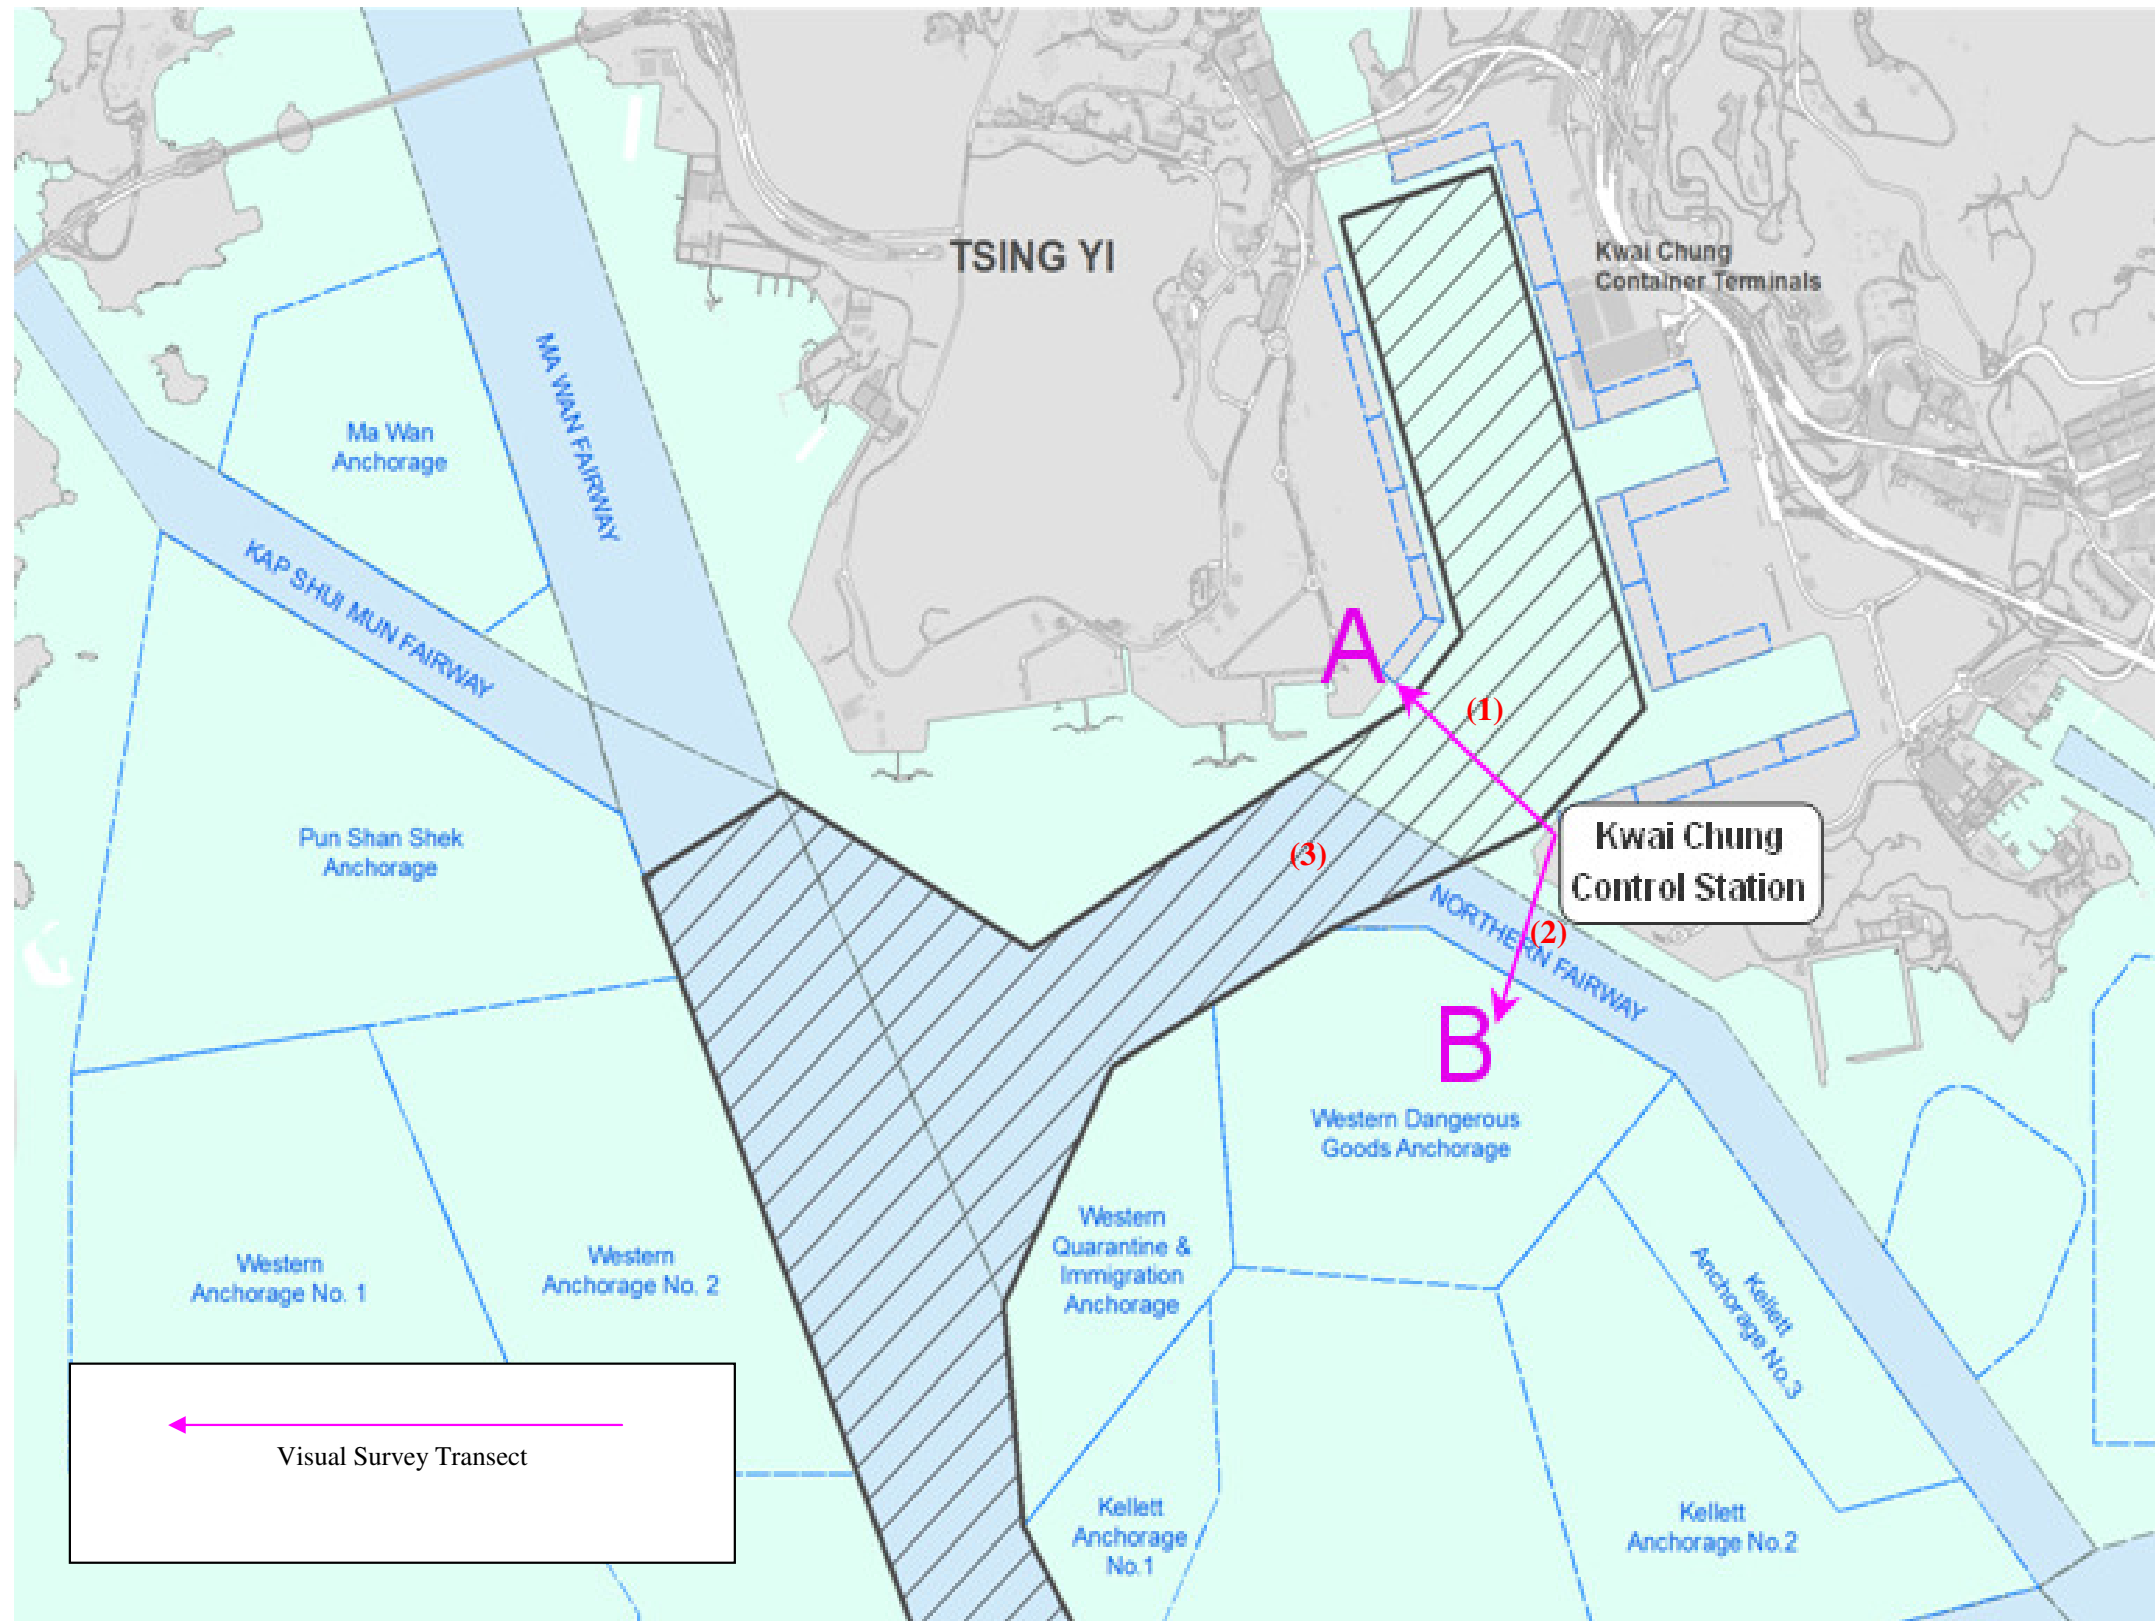 TSING YI
Kwai Chung
Container Terminals
MA WAN FAIRWAY
Ma Wan
Anchorage
KAP SHUI MUN FAIRWAY
A
(1)
Pun Shan Shek
Anchorage
(3)
Kwai Chung
Control Station
NORTHERN FAIRWAY
(2)
B
Western Dangerous
Goods Anchorage
Western
Quarantine &
Immigration
Anchorage
Western
Anchorage No. 1
Western
Anchorage No. 2
Kellett
Anchorage No.3
Visual Survey Transect
Kellett
Anchorage
No.1
Kellett
Anchorage No.2